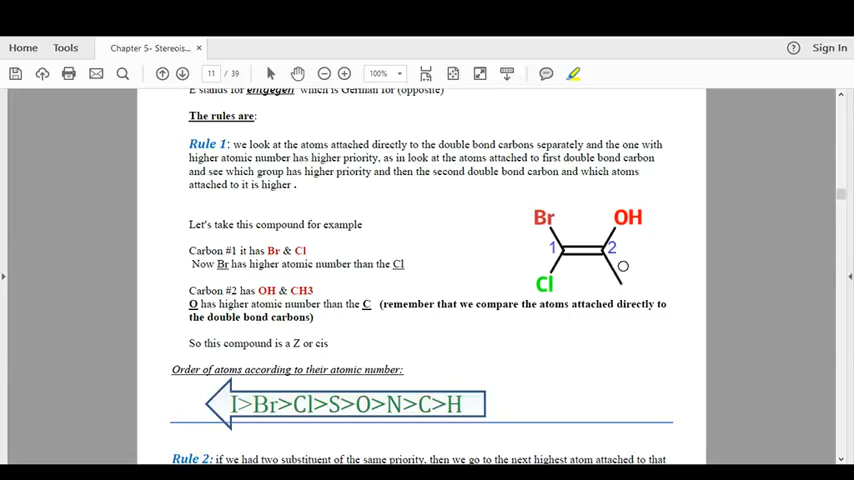 Home Tools Chapter 5- Stereois... × Sign In
11 / 39 100%
E stands for entgegen which is German for (opposite)
The rules are:
Rule 1: we look at the atoms attached directly to the double bond carbons separately and the one with
higher atomic number has higher priority, as in look at the atoms attached to first double bond carbon
and see which group has higher priority and then the second double bond carbon and which atoms
attached to it is higher .
Let's take this compound for example
Carbon #1 it has Br & Cl
Now Br has higher atomic number than the Cl
Carbon #2 has OH & CH3
O has higher atomic number than the C (remember that we compare the atoms attached directly to
the double bond carbons)
So this compound is a Z or cis
Br OH
1 2
Cl
Order of atoms according to their atomic number:
I>Br>Cl>S>O>N>C>H
Rule 2: if we had two substituent of the same priority, then we go to the next highest atom attached to that